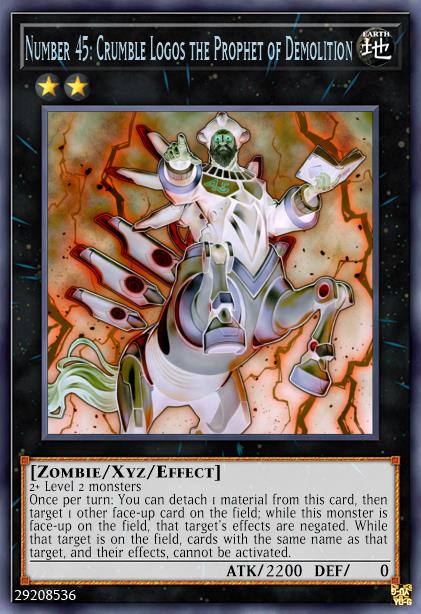 Number 45: Crumble Logos the Prophet of Demolition
EARTH
地
45
[Zombie/Xyz/Effect]
2+ Level 2 monsters
Once per turn: You can detach 1 material from this card, then
target 1 other face-up card on the field; while this monster is
face-up on the field, that target's effects are negated. While
that target is on the field, cards with the same name as that
target, and their effects, cannot be activated.
ATK/2200 DEF/ 0
29208536